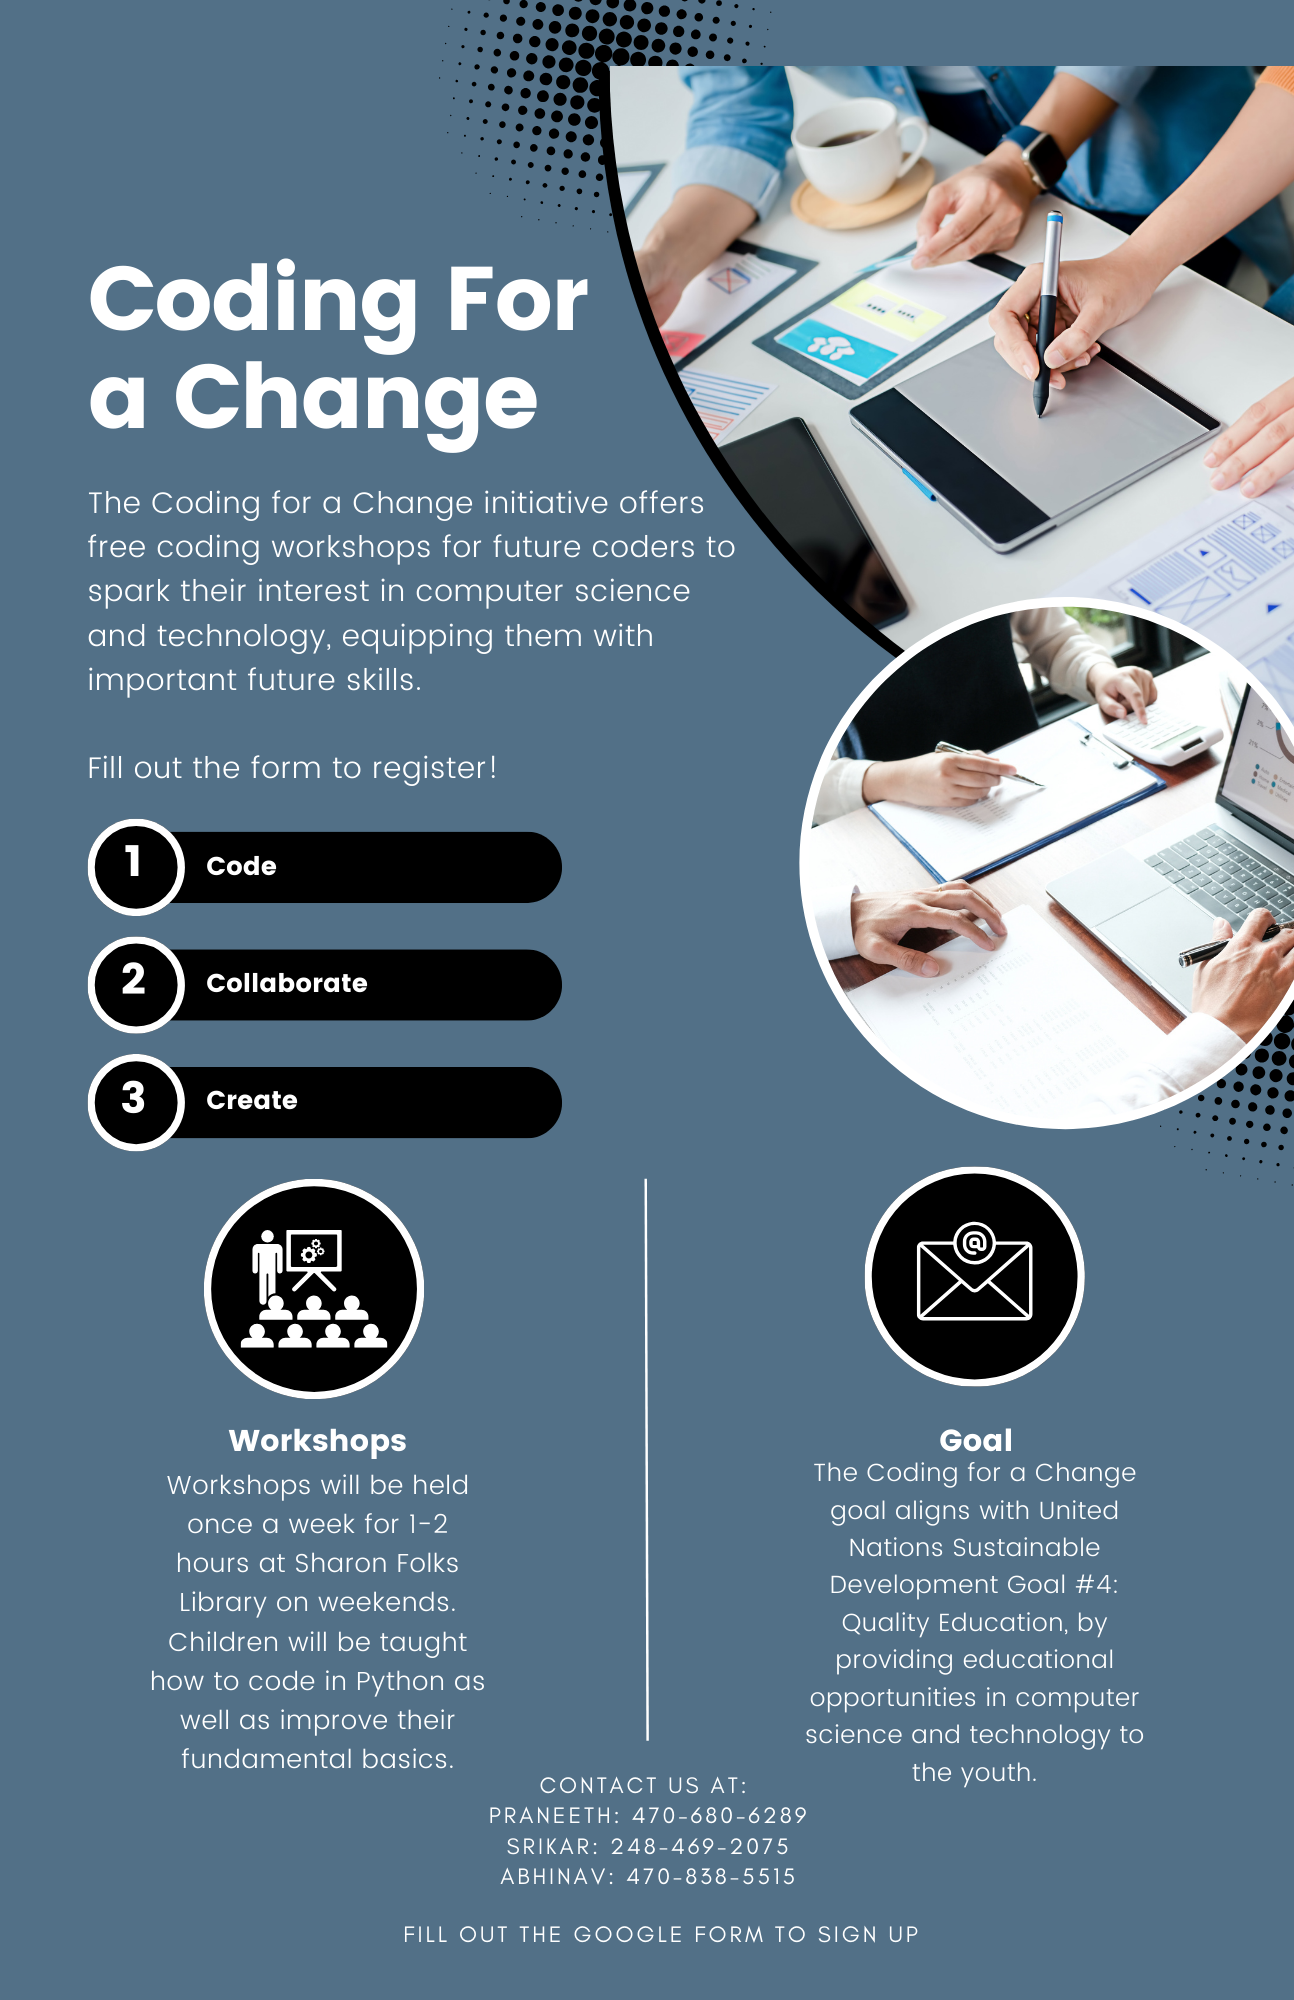 Coding For
a Change
The Coding for a Change initiative offers
free coding workshops for future coders to
spark their interest in computer science
and technology, equipping them with
important future skills.
Fill out the form to register!
1 Code
2 Collaborate
3 Create
Workshops
Workshops will be held
once a week for 1-2
hours at Sharon Folks
Library on weekends.
Children will be taught
how to code in Python as
well as improve their
fundamental basics.
Goal
The Coding for a Change
goal aligns with United
Nations Sustainable
Development Goal #4:
Quality Education, by
providing educational
opportunities in computer
science and technology to
the youth.
CONTACT US AT:
PRANEETH: 470-680-6289
SRIKAR: 248-469-2075
ABHINAV: 470-838-5515
FILL OUT THE GOOGLE FORM TO SIGN UP